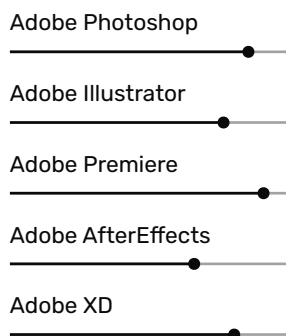 Adobe Photoshop
Adobe Illustrator
Adobe Premiere
Adobe AfterEffects
Adobe XD